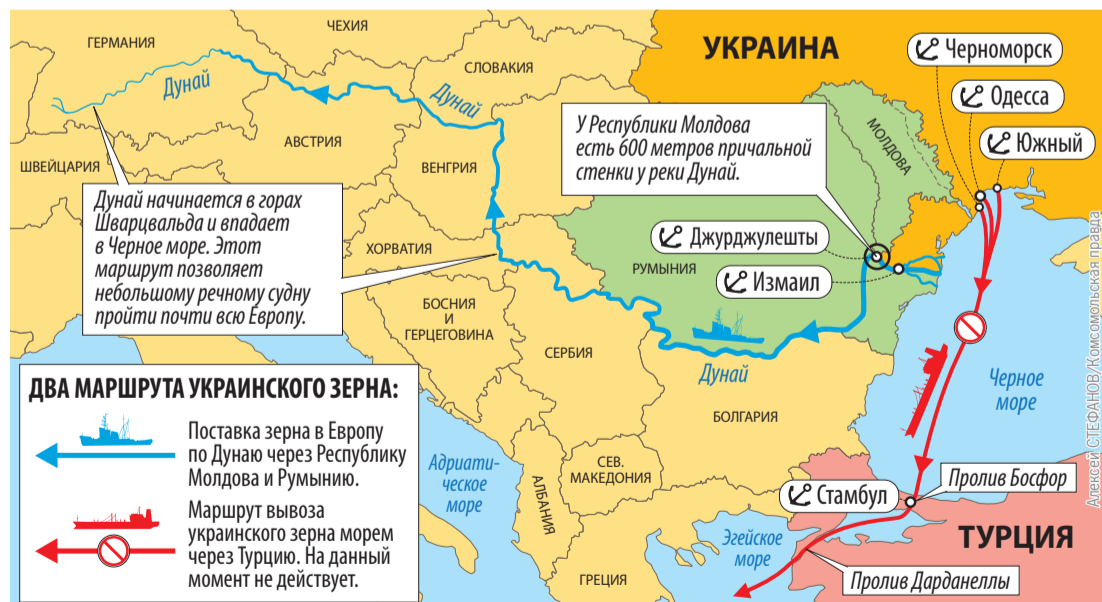 ГЕРМАНИЯ
ЧЕХИЯ
СЛОВАКИЯ
УКРАИНА
Черноморск
Одесса
Южный
Дунай
Дунай
АВСТРИЯ
ВЕНГРИЯ
ШВЕЙЦАРИЯ
У Республики Молдова
есть 600 метров причальной
стенки у реки Дунай.
МОЛДОВА
Дунай начинается в горах
Шварцвальда и впадает
в Черное море. Этот
маршрут позволяет
небольшому речному судну
пройти почти всю Европу.
ХОРВАТИЯ
Джурджулешты
РУМЫНИЯ
Измаил
БОСНИЯ
И
ГЕРЦЕГОВИНА
СЕРБИЯ
Дунай
БОЛГАРИЯ
Черное
море
ДВА МАРШРУТА УКРАИНСКОГО ЗЕРНА:
Поставка зерна в Европу
по Дунаю через Республику
Молдова и Румынию.
Маршрут вывоза
украинского зерна морем
через Турцию. На данный
момент не действует.
Адриати-
ческое
море
АЛБАНИЯ
СЕВ.
МАКЕДОНИЯ
Стамбул
Пролив Босфор
ТУРЦИЯ
Эгейское
море
ГРЕЦИЯ
Пролив Дарданеллы
Алексей СТЕФАНОВ/Комсомольская правда